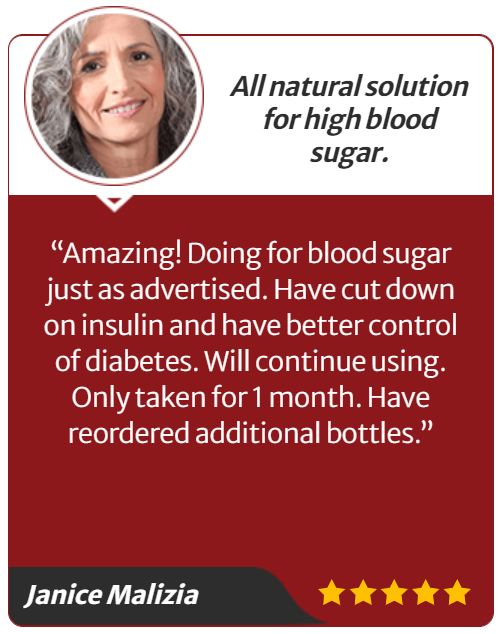 All natural solution
for high blood
sugar.
“Amazing! Doing for blood sugar
just as advertised. Have cut down
on insulin and have better control
of diabetes. Will continue using.
Only taken for 1 month. Have
reordered additional bottles.”
Janice Malizia